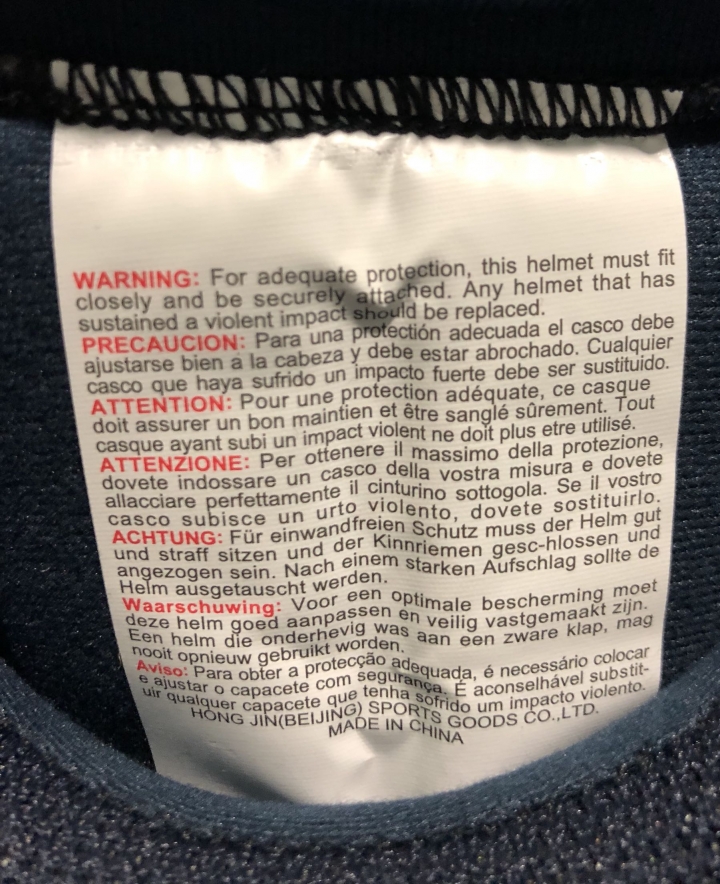 WARNING: For adequate protection, this helmet must fit
closely and be securely attached. Any helmet that has
sustained a violent impact should be replaced.
PRECAUCION: Para una protectión adecuada el casco debe
ajustarse bien á la cabeza y debe estar abrochado. Cualquier
casco que haya sufrido un impacto fuerte debe ser sustituido.
ATTENTION: Pour une protection adéquate, ce casque
doit assurer un bon maintien et être sanglé sûrement. Tout
casque ayant subi un impact violent ne doit plus etre utilisé.
ATTENZIONE: Per ottenere il massimo della protezione,
dovete indossare un casco della vostra misura e dovete
allacciare perfettamente il cinturino sottogola. Se il vostro
casco subisce un urto violento, dovete sostituirlo.
ACHTUNG: Für einwandfreien Schutz muss der Helm gut
und straff sitzen und der Kinnriemen gesc-hlossen und
angezogen sein. Nach einem starken Aufschlag sollte de
Helm ausgetauscht werden.
Waarschuwing: Voor een optimale bescherming moet
deze helm goed aanpassen en veilig vastgemaakt zijn.
Een helm die onderhevig was aan een zware klap, mag
nooit opnieuw gebruikt worden.
Aviso: Para obter a protecção adequada, é necessário colocar
e ajustar o capacete com segurança. É aconselhável substit-
uir qualquer capacete que tenha sofrido um impacto violento.
HONG JIN(BEIJING) SPORTS GOODS CO.,LTD.
MADE IN CHINA